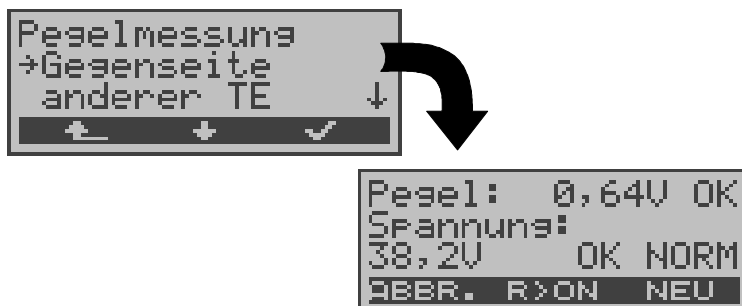 Pegelmessung
→Gegenseite
anderer TE ↓
Pegel: 0,64V OK
Spannung:
38,2V OK NORM
ABBR. R>ON NEU